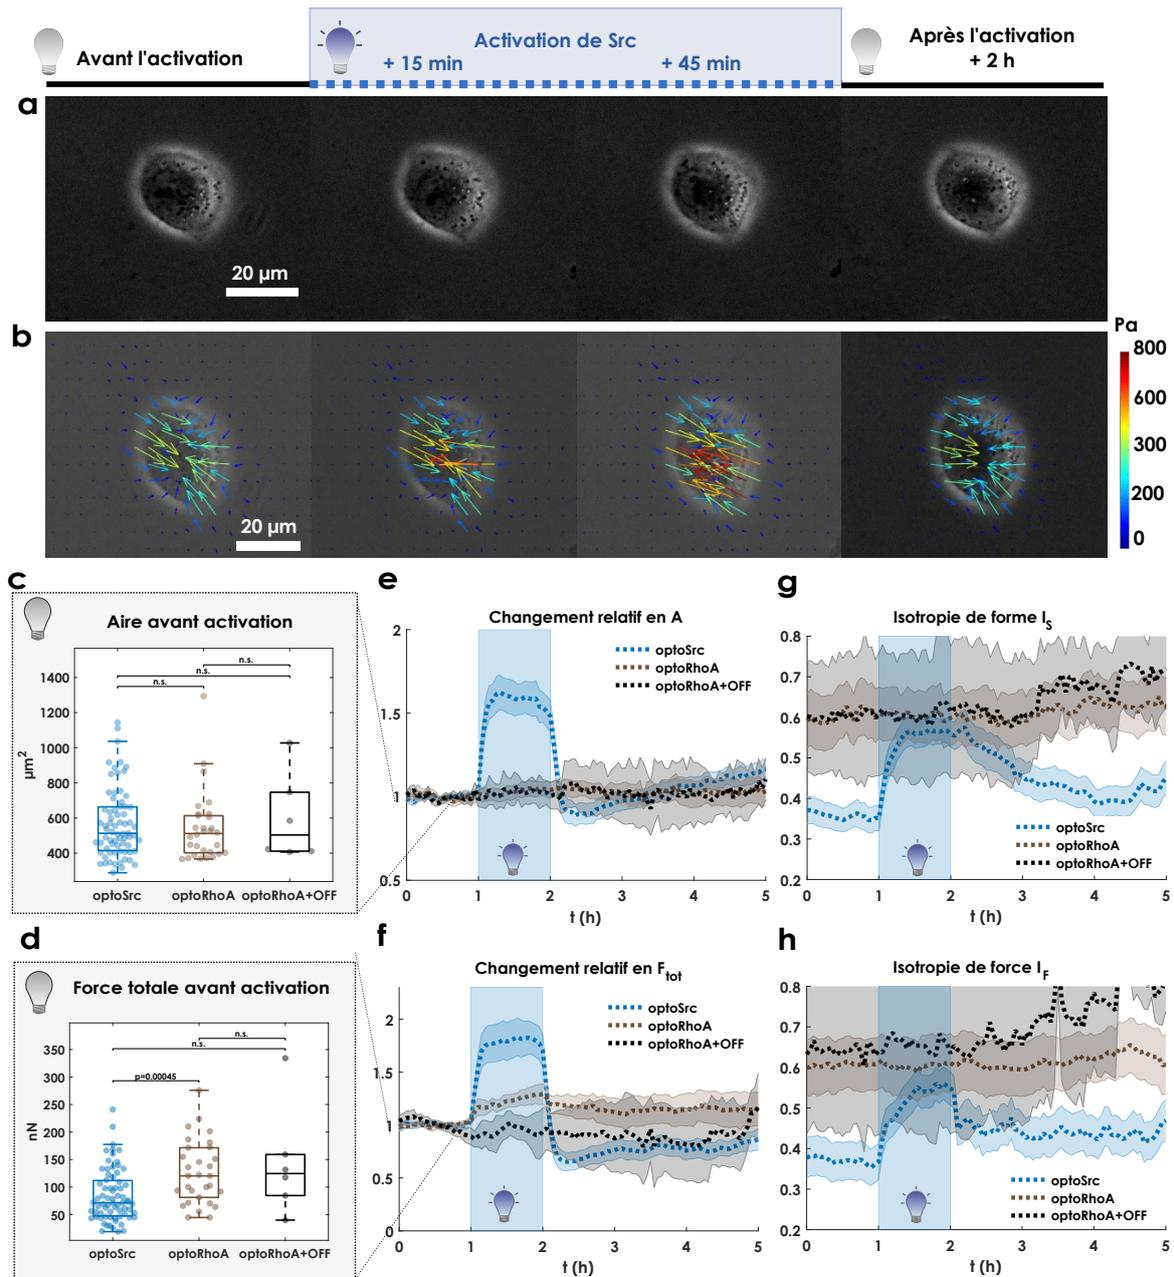 Avant l'activation
Activation de Src
+ 15 min
+ 45 min
Après l'activation
+ 2 h
a
20 µm
b
20 µm
Pa
800
600
300
200
0
c
Aire avant activation
n.s.
n.s.
n.s.
1400
1000
800
600
400
µm²
optoSrc
optoRhoA
optoRhoA+OFF
e
Changement relatif en A
optoSrc
optoRhoA
optoRhoA+OFF
2
1.5
1
0.5
0 1 2 3 4 5
t (h)
g
Isotropie de forme I_S
0.8
0.7
0.6
0.5
0.4
0.3
0.2
optoSrc
optoRhoA
optoRhoA+OFF
0 1 2 3 4 5
t (h)
d
Force totale avant activation
n.s.
n.s.
p=0.00045
350
300
250
200
150
100
50
nN
optoSrc
optoRhoA
optoRhoA+OFF
f
Changement relatif en F_tot
optoSrc
optoRhoA
optoRhoA+OFF
2
1.5
1
0.5
0
0 1 2 3 4 5
t (h)
h
Isotropie de force I_F
0.8
0.7
0.6
0.5
0.4
0.3
0.2
optoSrc
optoRhoA
optoRhoA+OFF
0 1 2 3 4 5
t (h)